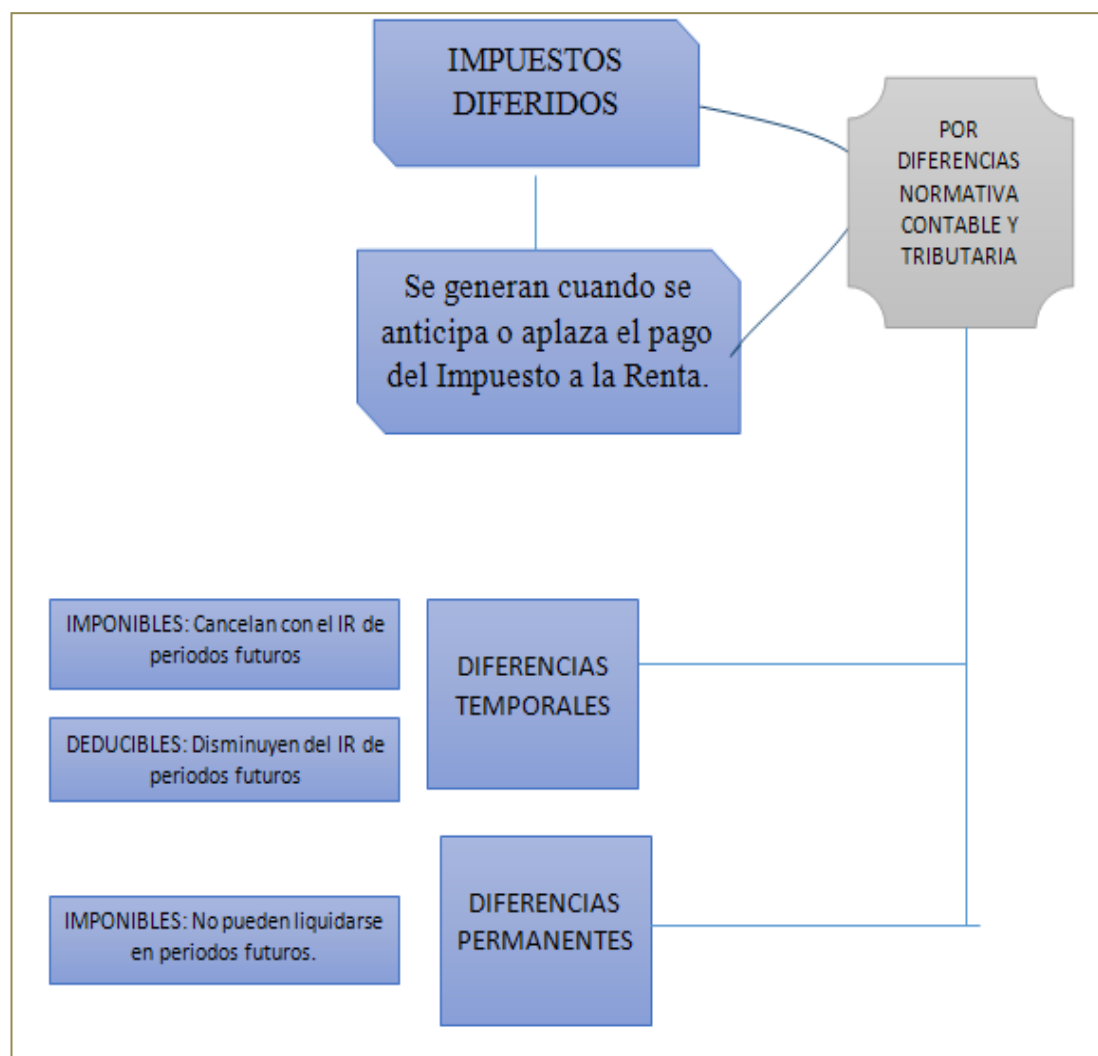 IMPUESTOS
DIFERIDOS
POR
DIFERENCIAS
NORMATIVA
CONTABLE Y
TRIBUTARIA
Se generan cuando se
anticipa o aplaza el pago
del Impuesto a la Renta.
IMPONIBLES: Cancelan con el IR de
periodos futuros
DIFERENCIAS
TEMPORALES
DEDUCIBLES: Disminuyen del IR de
periodos futuros
DIFERENCIAS
PERMANENTES
IMPONIBLES: No pueden liquidarse
en periodos futuros.